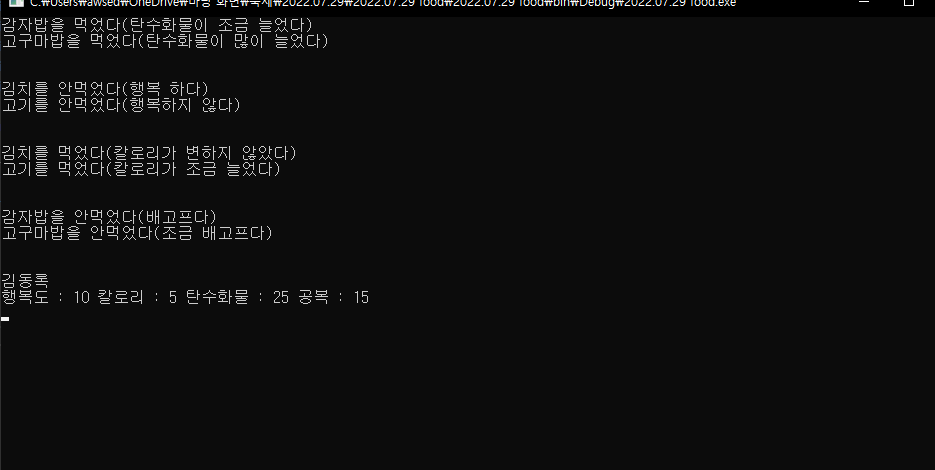 C:₩Users₩awsed₩OneDrive₩바탕 화면₩숙제₩2022.07.29₩2022.07.29 food₩2022.07.29 food₩bin₩Debug₩2022.07.29 food.exe
감자밥을 먹었다(탄수화물이 조금 늘었다)
고구마밥을 먹었다(탄수화물이 많이 늘었다)
김치를 안먹었다(행복 하다)
고기를 안먹었다(행복하지 않다)
김치를 먹었다(칼로리가 변하지 않았다)
고기를 먹었다(칼로리가 조금 늘었다)
감자밥을 안먹었다(배고프다)
고구마밥을 안먹었다(조금 배고프다)
김동록
행복도 : 10 칼로리 : 5 탄수화물 : 25 공복 : 15